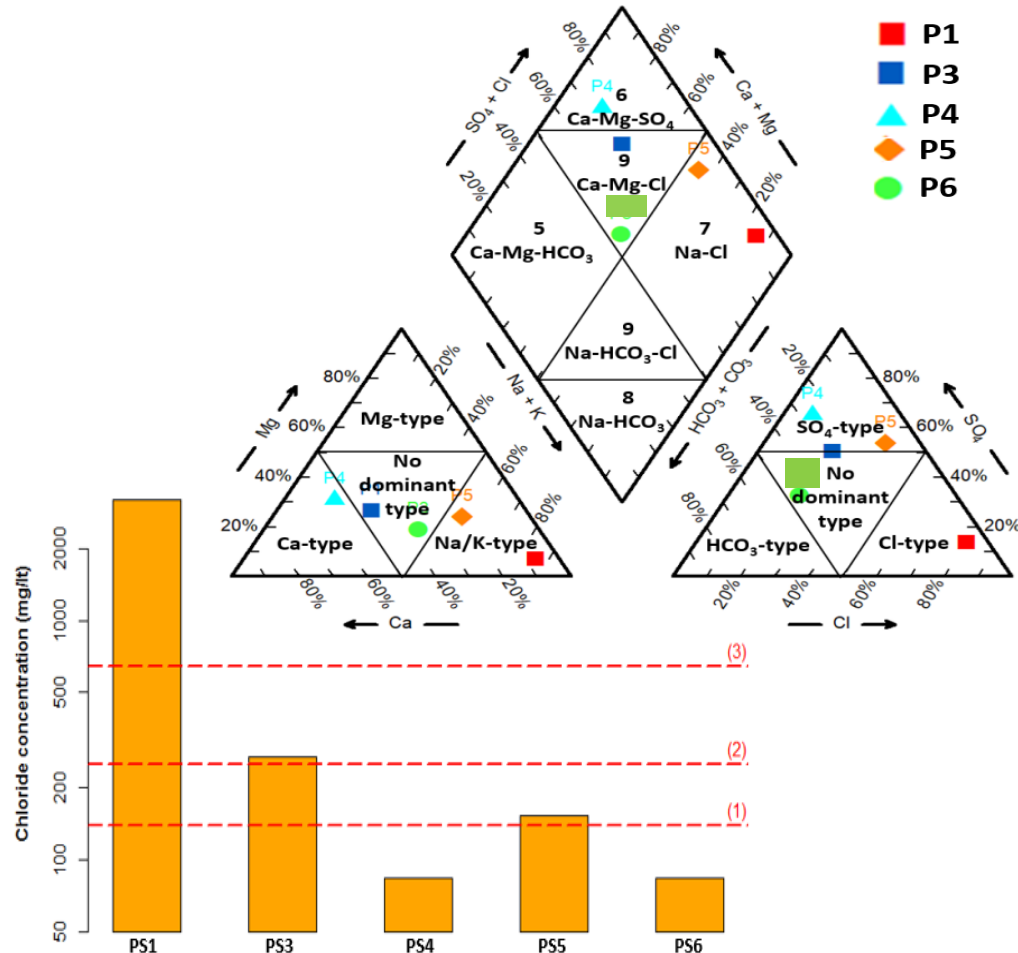 P1
P3
P4
P5
P6
80%
60%
40%
20%
SO₄ + Cl
80%
60%
40%
20%
Ca + Mg
P4
6
Ca-Mg-SO₄
P5
9
Ca-Mg-Cl
5
Ca-Mg-HCO₃
7
Na-Cl
9
Na-HCO₃-Cl
8
Na-HCO₃
Na + K
HCO₃ + CO₃
80%
60%
40%
20%
Mg
20%
40%
60%
80%
Mg-type
No
dominant
type
P4
P5
Ca-type
Na/K-type
80%
60%
40%
20%
Ca
20%
40%
60%
80%
80%
60%
40%
20%
SO₄
P4
SO₄-type
P5
No
dominant
type
HCO₃-type
Cl-type
20%
40%
60%
80%
Cl
Chloride concentration (mg/lt)
2000
1000
500
200
100
50
(3)
(2)
(1)
PS1
PS3
PS4
PS5
PS6